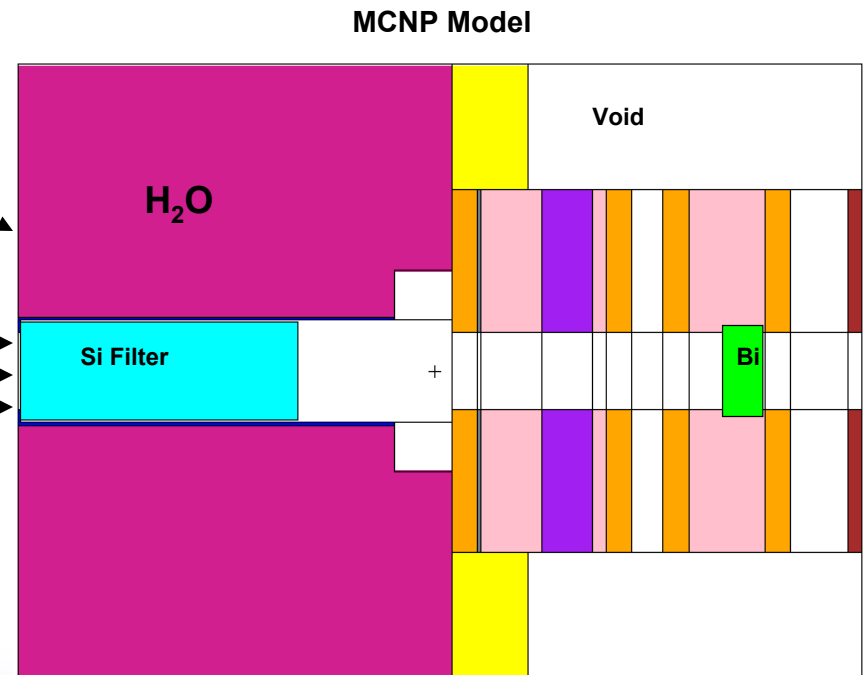 MCNP Model
Void
H₂O
Si Filter
Bi